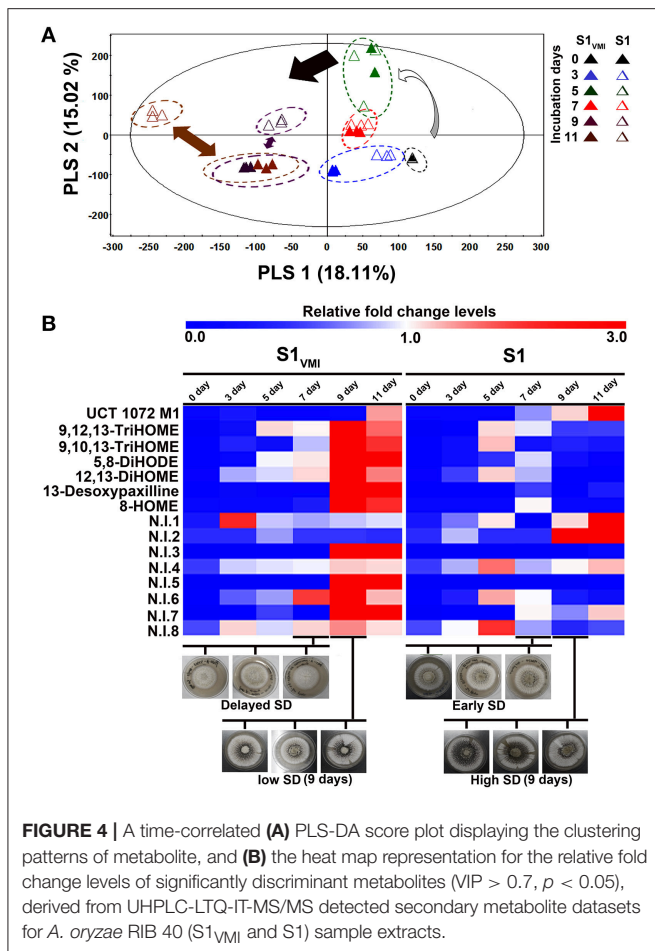 A
200
100
0
-100
-200
PLS 2 (15.02 %)
-250 -200 -150 -100 -50 0 50 100 150 200 250 300
PLS 1 (18.11%)
S1VMI S1
Incubation days
0
3
5
7
9
11
B
Relative fold change levels
0.0 1.0 3.0
S1VMI S1
0 day 3 day 5 day 7 day 9 day 11 day 0 day 3 day 5 day 7 day 9 day 11 day
UCT 1072 M1
9,12,13-TriHOME
9,10,13-TriHOME
5,8-DiHODE
12,13-DiHOME
13-Desoxypaxilline
8-HOME
N.I.1
N.I.2
N.I.3
N.I.4
N.I.5
N.I.6
N.I.7
N.I.8
Delayed SD Early SD
low SD (9 days) High SD (9 days)
FIGURE 4 | A time-correlated (A) PLS-DA score plot displaying the clustering
patterns of metabolite, and (B) the heat map representation for the relative fold
change levels of significantly discriminant metabolites (VIP > 0.7, p < 0.05),
derived from UHPLC-LTQ-IT-MS/MS detected secondary metabolite datasets
for A. oryzae RIB 40 (S1VMI and S1) sample extracts.